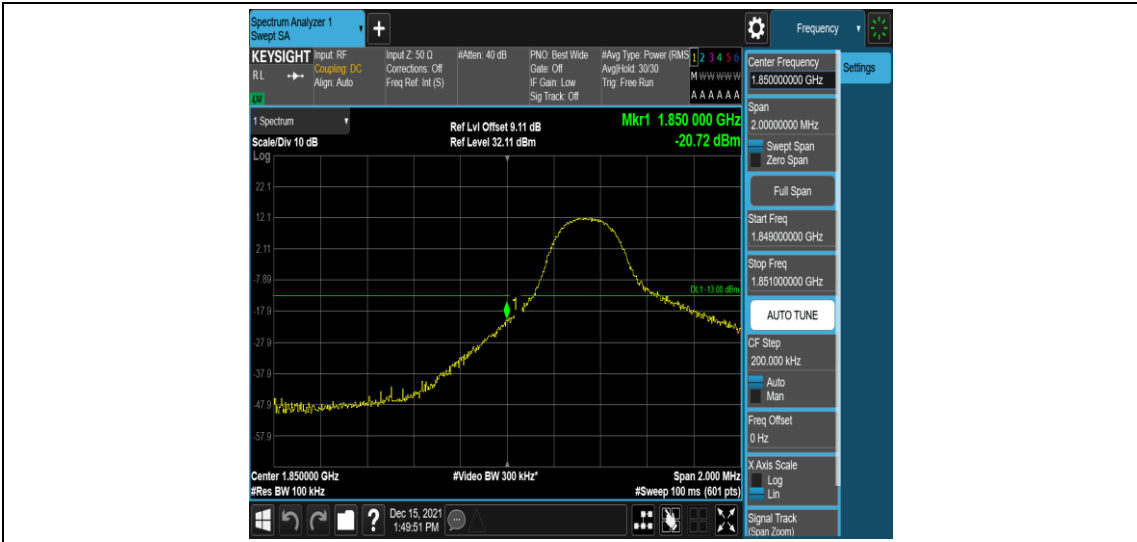 Spectrum Analyzer 1
Swept SA
+
Frequency
KEYSIGHT
RL
Input: RF
Coupling: DC
Align: Auto
Input Z: 50 Ω
Corrections: Off
Freq Ref: Int (S)
#Atten: 40 dB
PNO: Best Wide
Gate: Off
IF Gain: Low
Sig Track: Off
#Avg Type: Power (RMS
Avg|Hold: 30/30
Trig: Free Run
1 2 3 4 5 6
M W W W W W
A A A A A A
1 Spectrum
Scale/Div 10 dB
Log
Ref Lvl Offset 9.11 dB
Ref Level 32.11 dBm
Mkr1 1.850 000 GHz
-20.72 dBm
22.1
12.1
2.11
-7.89
-17.9
-27.9
-37.9
-47.9
-57.9
1
DL1 -13.00 dBm
Center 1.850000 GHz
#Res BW 100 kHz
#Video BW 300 kHz*
Span 2.000 MHz
#Sweep 100 ms (601 pts)
Center Frequency
1.850000000 GHz
Settings
Span
2.00000000 MHz
Swept Span
Zero Span
Full Span
Start Freq
1.849000000 GHz
Stop Freq
1.851000000 GHz
AUTO TUNE
CF Step
200.000 kHz
Auto
Man
Freq Offset
0 Hz
X Axis Scale
Log
Lin
Signal Track
(Span Zoom)
?
Dec 15, 2021
1:49:51 PM